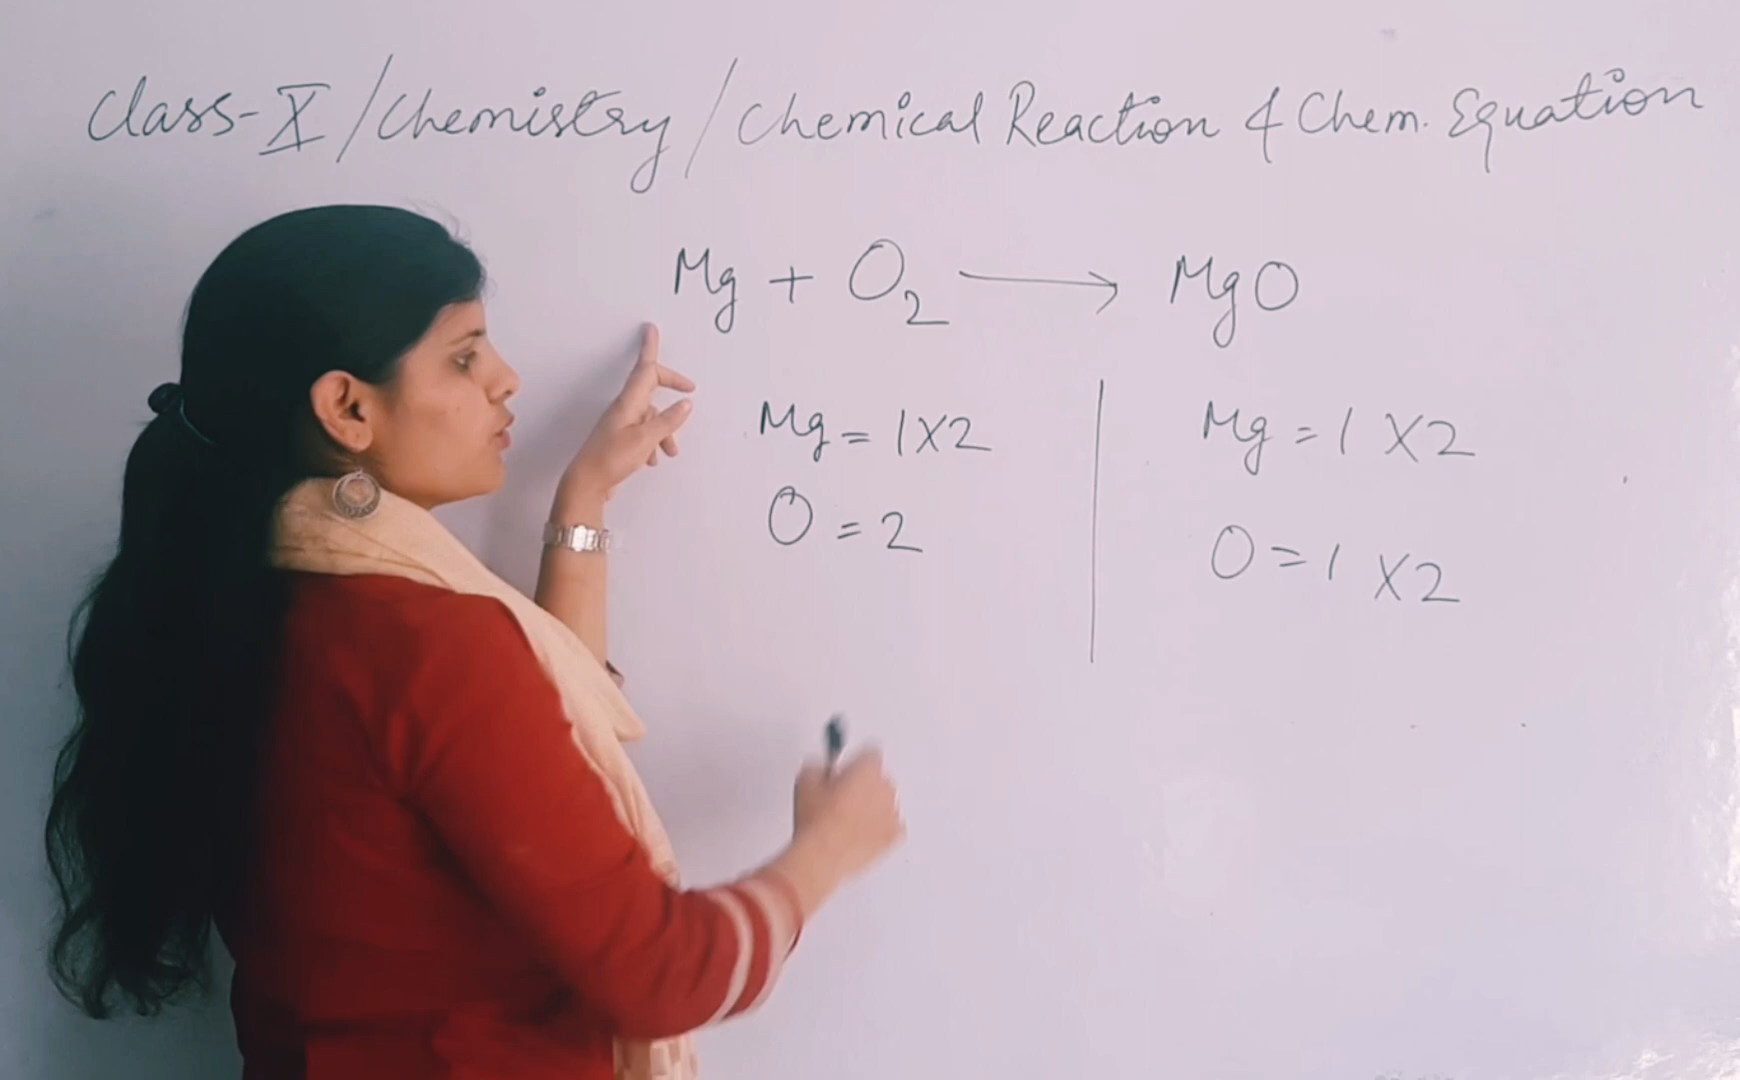 Class-X/Chemistry/Chemical Reaction & Chem. Equation
Mg + O₂ ⟶ MgO
Mg = 1X2 | Mg = 1 X2
O = 2 | O = 1 X2